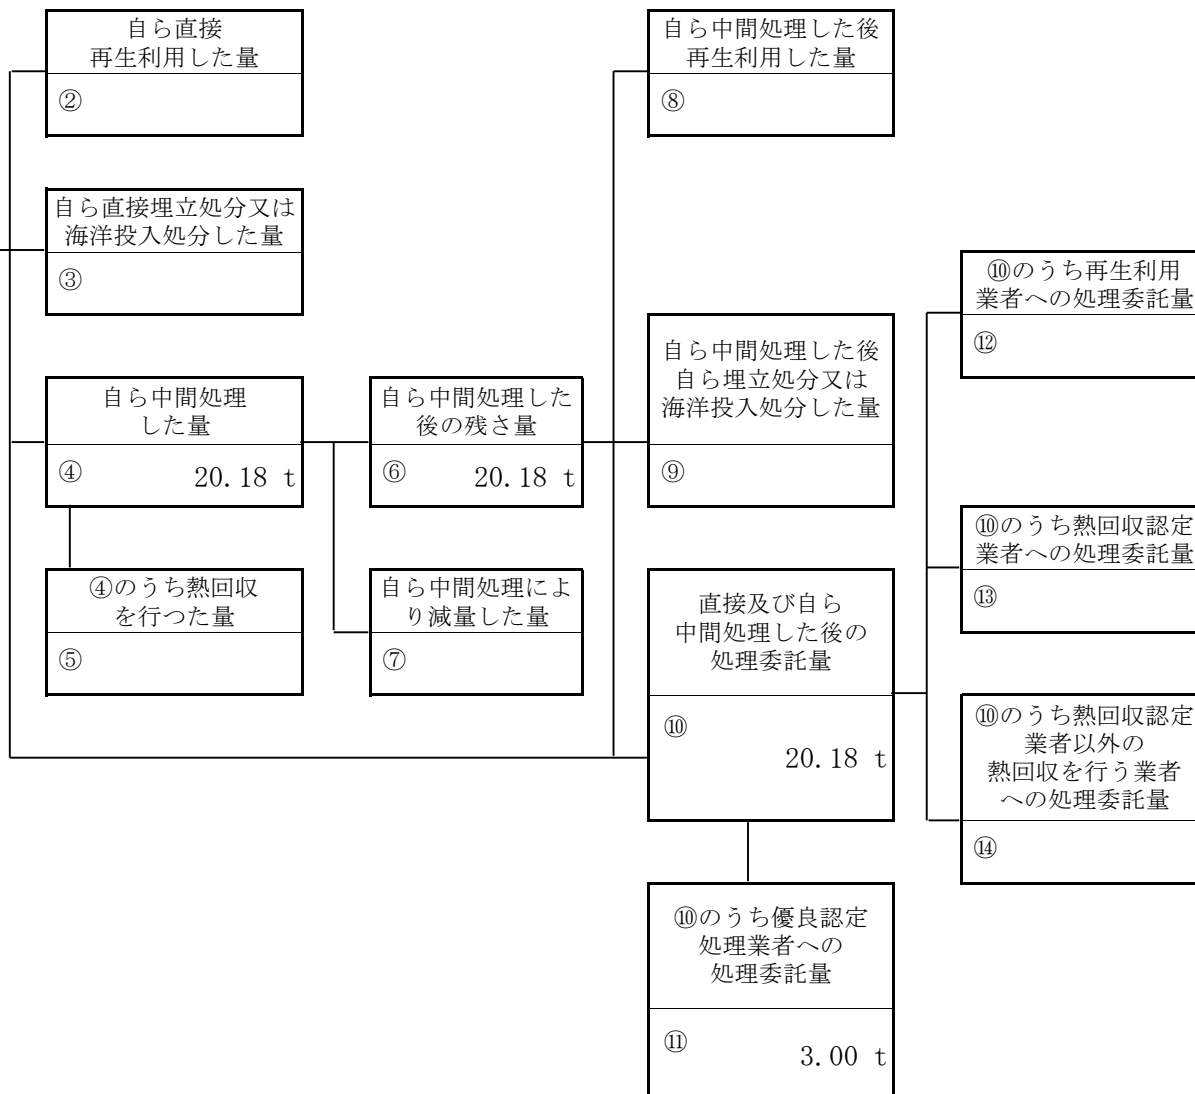 自ら直接
再生利用した量
②
自ら中間処理した後
再生利用した量
⑧
自ら直接埋立処分又は
海洋投入処分した量
③
⑩のうち再生利用
業者への処理委託量
⑫
自ら中間処理した後
自ら埋立処分又は
海洋投入処分した量
⑨
自ら中間処理
した量
④ 20.18 t
自ら中間処理した
後の残さ量
⑥ 20.18 t
⑩のうち熱回収認定
業者への処理委託量
⑬
④のうち熱回収
を行つた量
⑤
自ら中間処理によ
り減量した量
⑦
直接及び自ら
中間処理した後の
処理委託量
⑩
20.18 t
⑩のうち熱回収認定
業者以外の
熱回収を行う業者
への処理委託量
⑭
⑩のうち優良認定
処理業者への
処理委託量
⑪
3.00 t